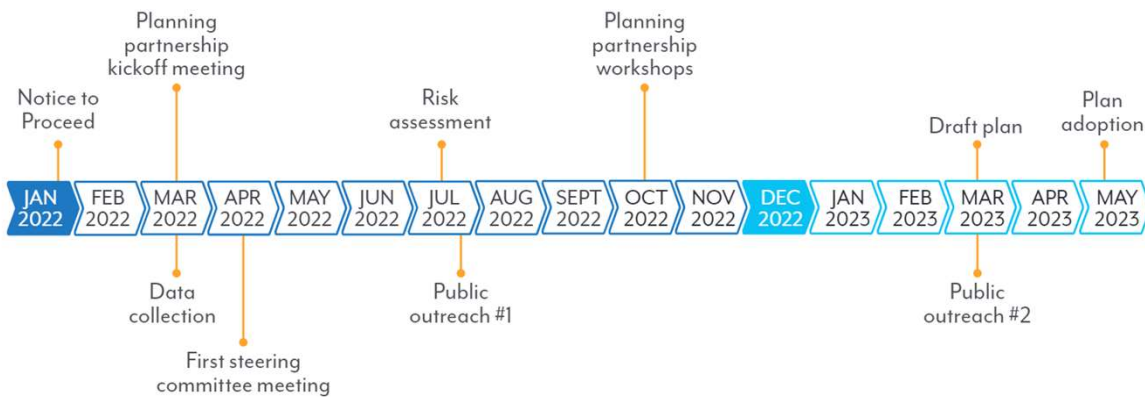 Planning
partnership
kickoff meeting
Planning
partnership
workshops
Notice to
Proceed
Risk
assessment
Draft plan
Plan
adoption
JAN
2022
FEB
2022
MAR
2022
APR
2022
MAY
2022
JUN
2022
JUL
2022
AUG
2022
SEPT
2022
OCT
2022
NOV
2022
DEC
2022
JAN
2023
FEB
2023
MAR
2023
APR
2023
MAY
2023
Data
collection
First steering
committee meeting
Public
outreach #1
Public
outreach #2